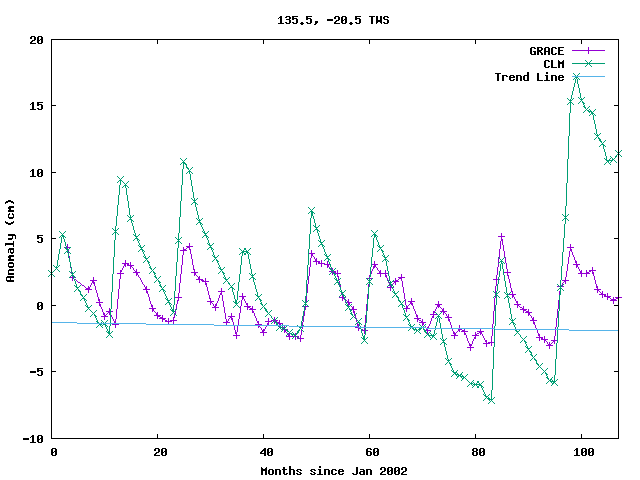 135.5, -20.5 TWS
GRACE
CLM
Trend Line
20
15
10
5
0
-5
-10
Anomaly (cm)
0 20 40 60 80 100
Months since Jan 2002